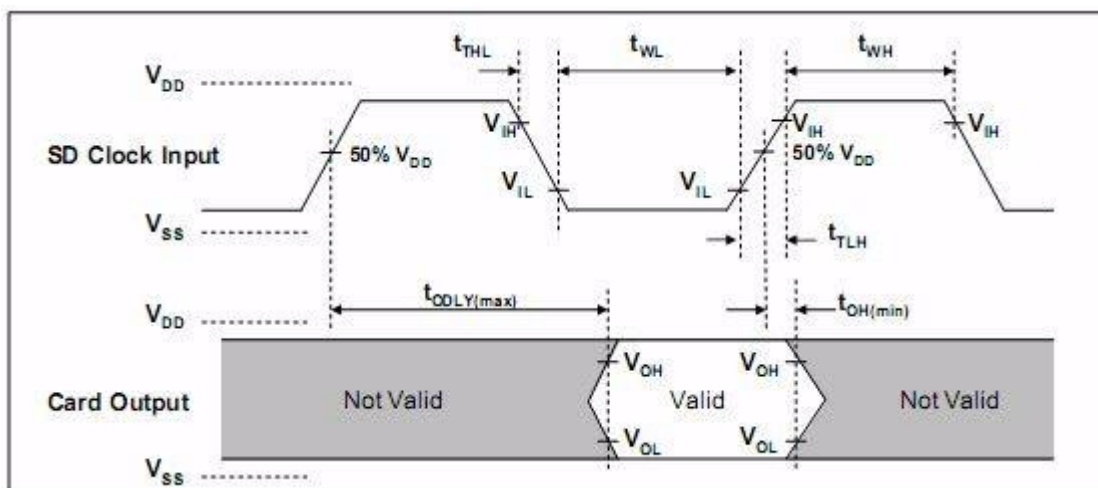 tTHL tWL tWH
VDD
VIH VIH VIH
SD Clock Input 50% VDD 50% VDD
VIL VIL
VSS
tTLH
tODLY(max) tOH(min)
VDD
VOH VOH
Card Output Not Valid Valid Not Valid
VOL VOL
VSS